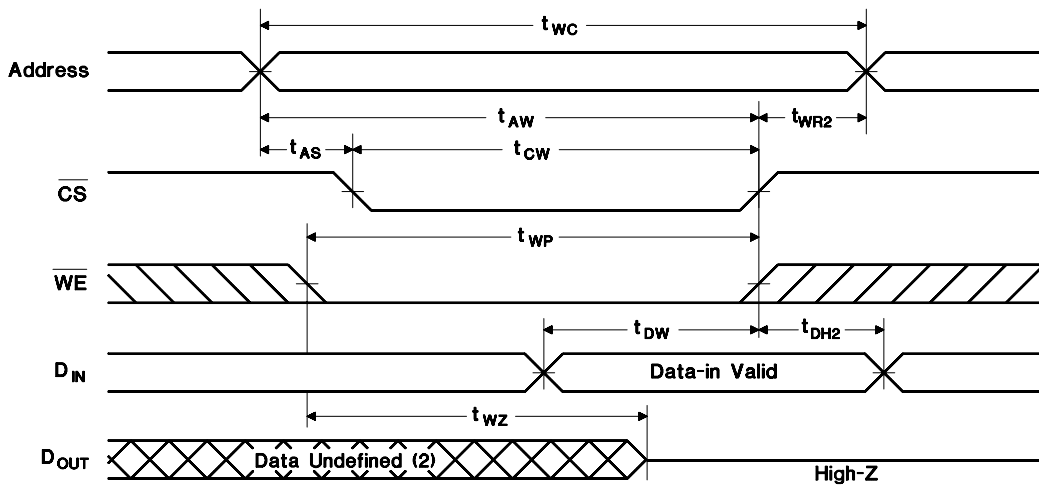 tWC
Address
tAW
tWR2
tAS
tCW
CS
tWP
WE
tDW
tDH2
DIN
Data-in Valid
tWZ
DOUT
Data Undefined (2)
High-Z